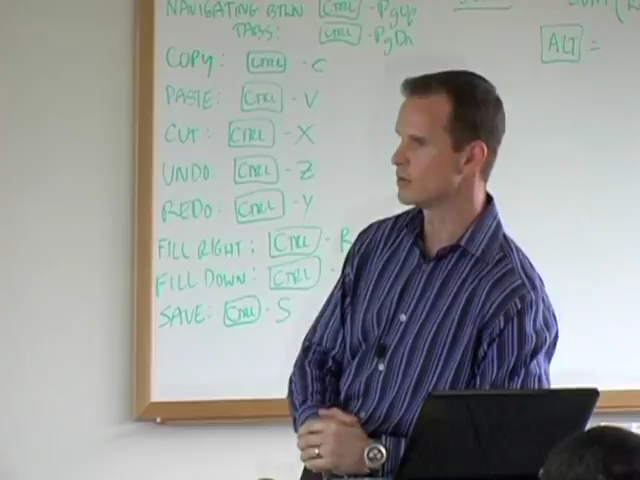 NAVIGATING BTWN CTRL - PgUp
TABS: CTRL - PgDn
ALT =
COPY: CTRL - C
PASTE: CTRL - V
CUT: CTRL - X
UNDO: CTRL - Z
REDO: CTRL - Y
FILL RIGHT: CTRL - R
FILL DOWN: CTRL -
SAVE: CTRL - S